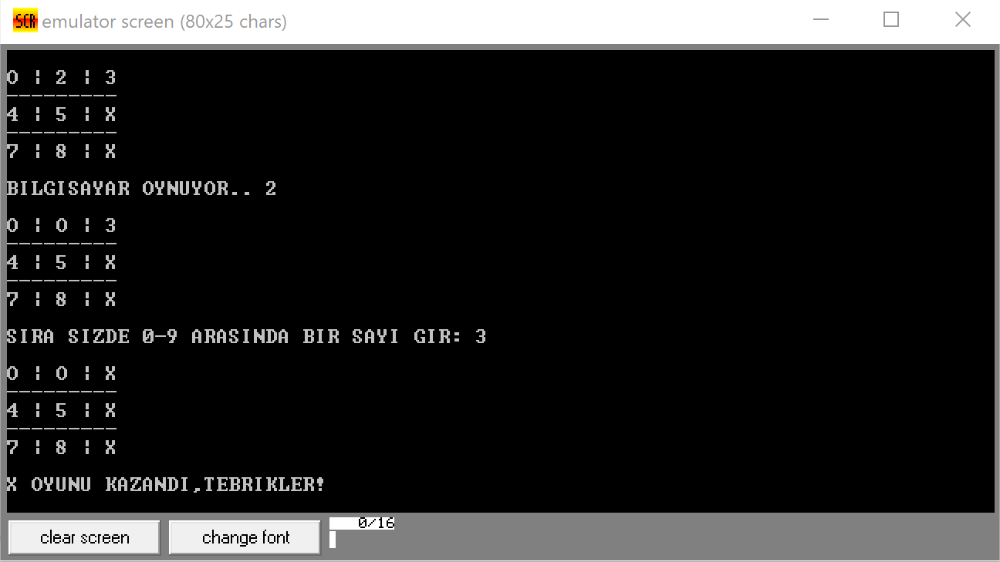 SCR emulator screen (80x25 chars)
O ¦ 2 ¦ 3
---------
4 ¦ 5 ¦ X
---------
7 ¦ 8 ¦ X
BILGISAYAR OYNUYOR.. 2
O ¦ O ¦ 3
---------
4 ¦ 5 ¦ X
---------
7 ¦ 8 ¦ X
SIRA SIZDE 0-9 ARASINDA BIR SAYI GIR: 3
O ¦ O ¦ X
---------
4 ¦ 5 ¦ X
---------
7 ¦ 8 ¦ X
X OYUNU KAZANDI,TEBRIKLER!
clear screen change font 0/16